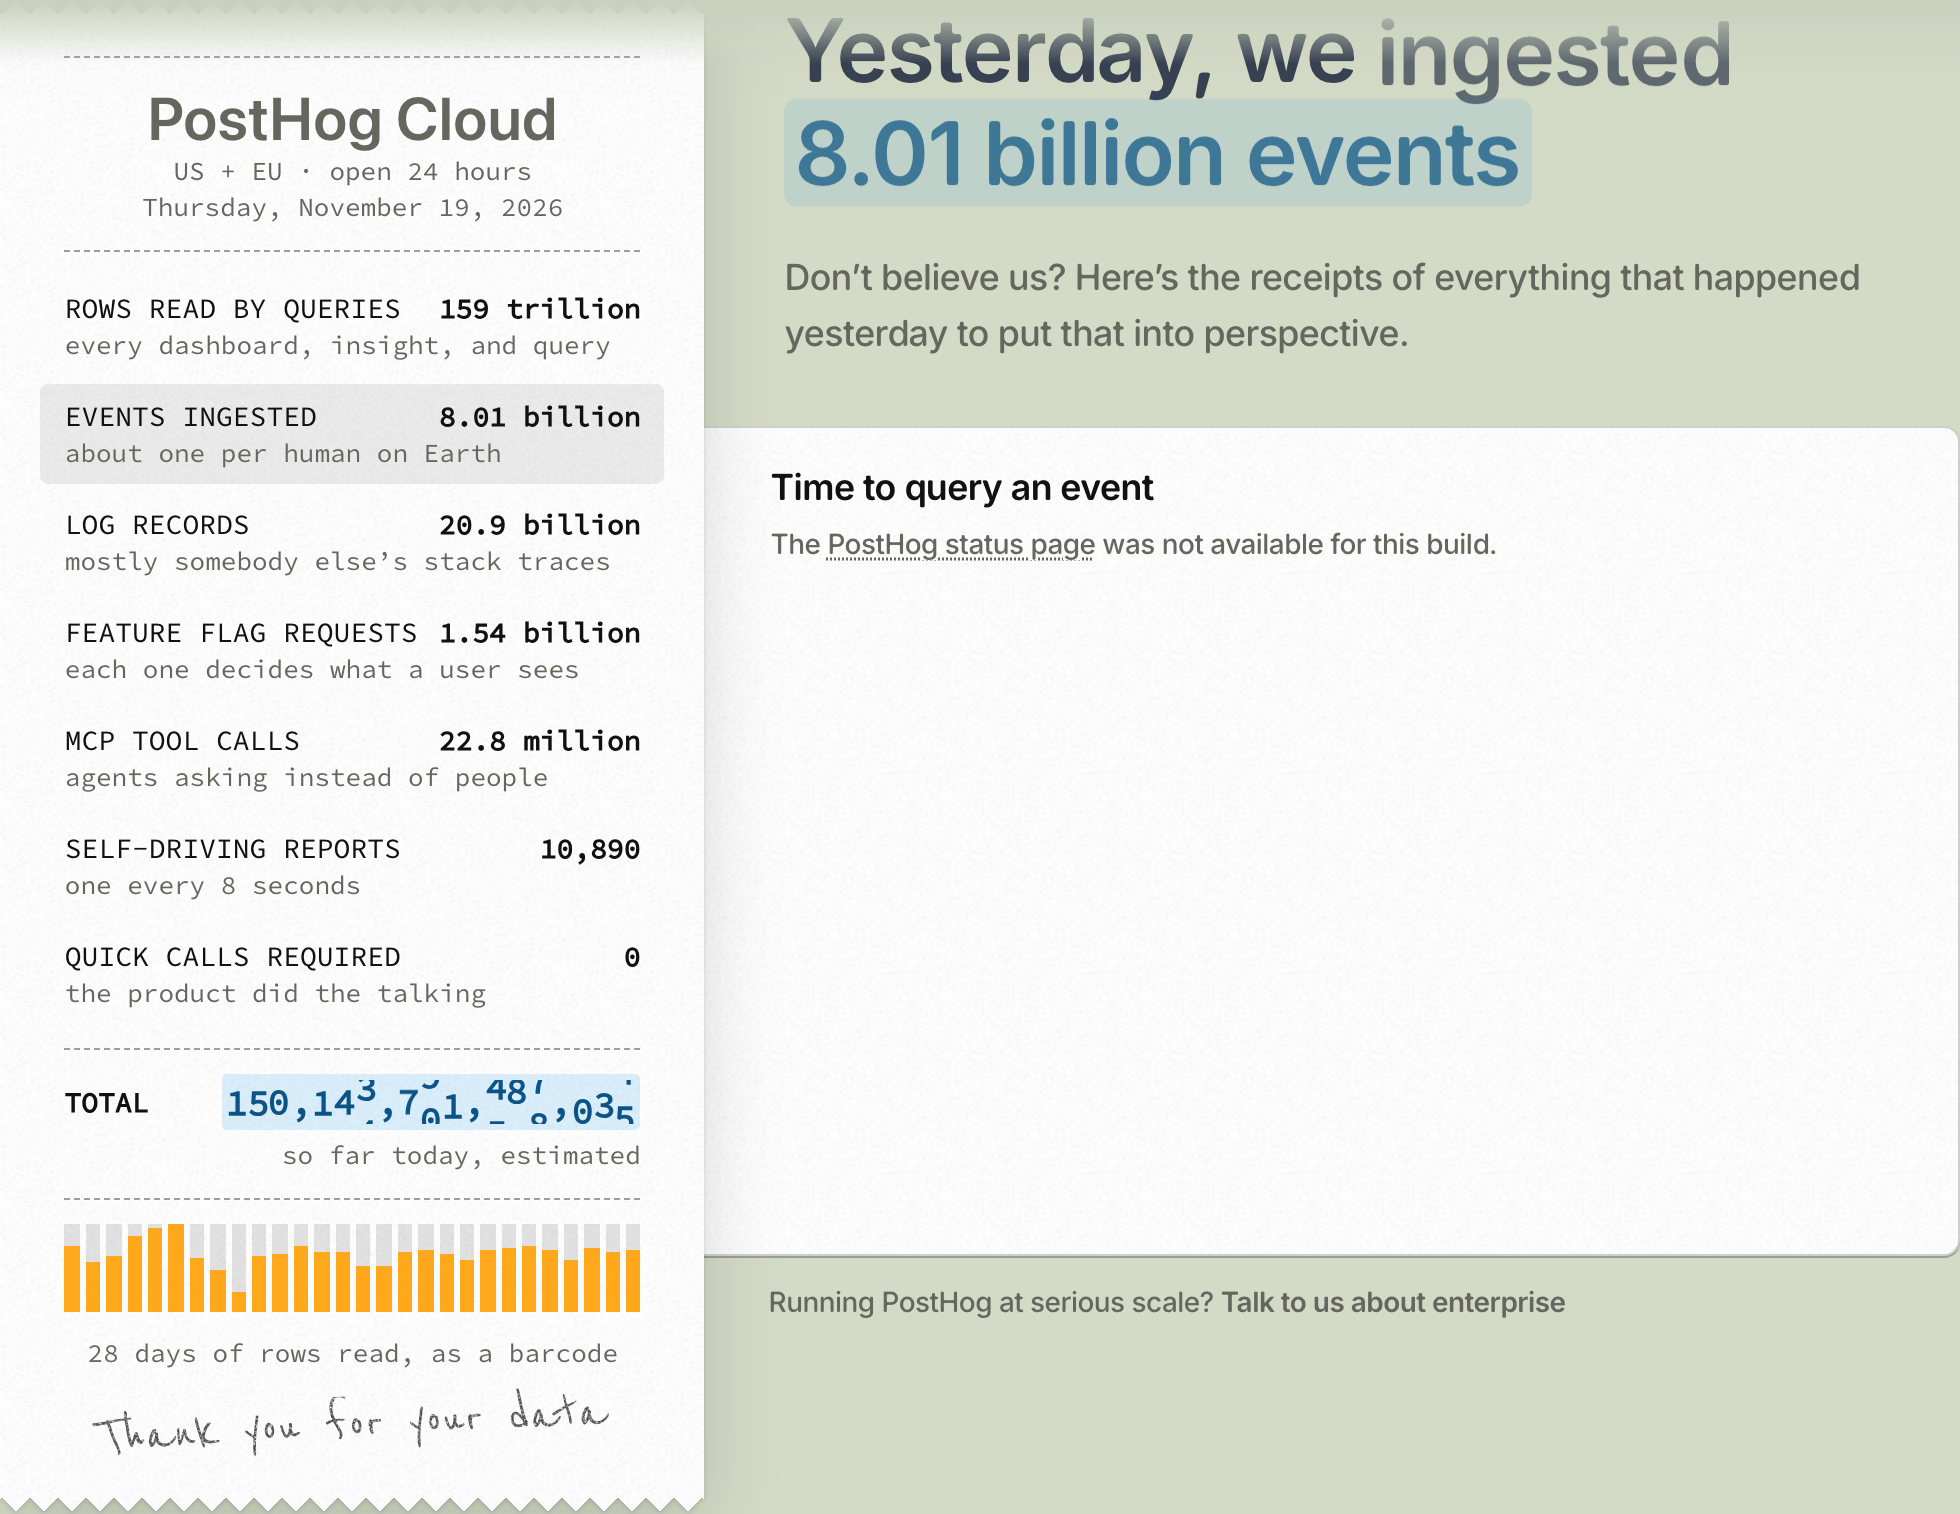 PostHog Cloud
US + EU · open 24 hours
Thursday, November 19, 2026
ROWS READ BY QUERIES 159 trillion
every dashboard, insight, and query
EVENTS INGESTED 8.01 billion
about one per human on Earth
LOG RECORDS 20.9 billion
mostly somebody else’s stack traces
FEATURE FLAG REQUESTS 1.54 billion
each one decides what a user sees
MCP TOOL CALLS 22.8 million
agents asking instead of people
SELF-DRIVING REPORTS 10,890
one every 8 seconds
QUICK CALLS REQUIRED 0
the product did the talking
TOTAL
so far today, estimated
28 days of rows read, as a barcode
Thank you for your data
Yesterday, we ingested
8.01 billion events
Don’t believe us? Here’s the receipts of everything that happened
yesterday to put that into perspective.
Time to query an event
The PostHog status page was not available for this build.
Running PostHog at serious scale? Talk to us about enterprise